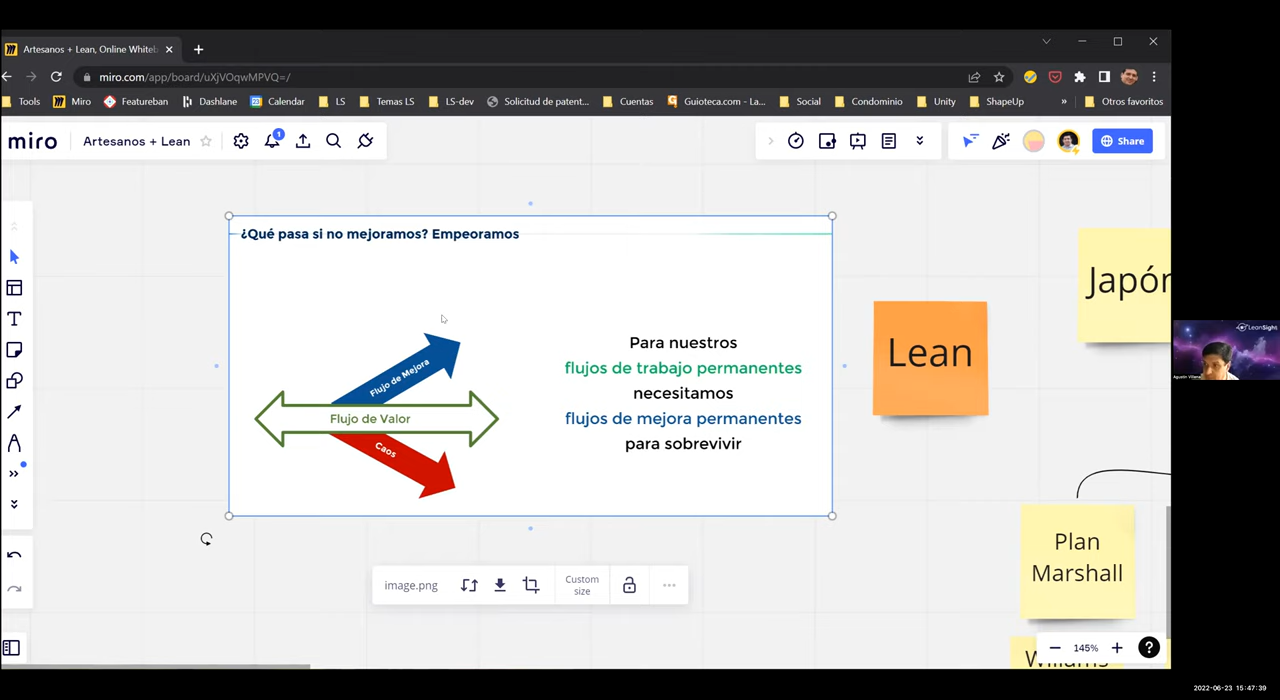 Artesanos + Lean, Online Whiteb
miro.com/app/board/uXjVOqwMPVQ=/
Tools
Miro
Featureban
Dashlane
Calendar
LS
Temas LS
LS-dev
Solicitud de patent...
Cuentas
Guioteca.com - La...
Social
Condominio
Unity
ShapeUp
»
Otros favoritos
miro
Artesanos + Lean
1
Share
¿Qué pasa si no mejoramos? Empeoramos
Flujo de Mejora
Flujo de Valor
Caos
Para nuestros
flujos de trabajo permanentes
necesitamos
flujos de mejora permanentes
para sobrevivir
Lean
Japón
Plan
Marshall
image.png
Custom
size
145%
?
LeanSight
2022-06-23 15:47:39